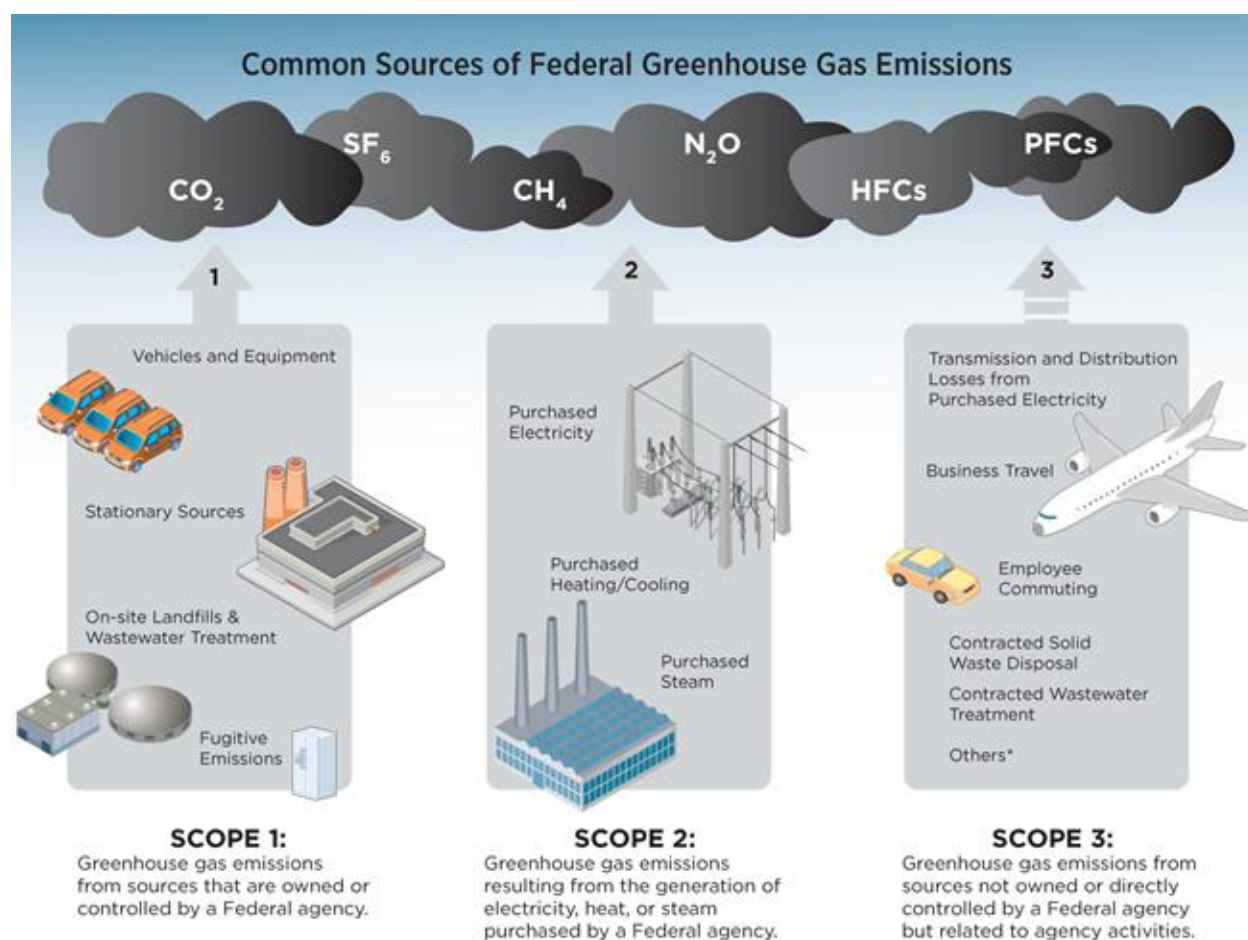 Common Sources of Federal Greenhouse Gas Emissions
CO₂
SF₆
CH₄
N₂O
HFCs
PFCs
1
Vehicles and Equipment
Stationary Sources
On-site Landfills &
Wastewater Treatment
Fugitive
Emissions
SCOPE 1:
Greenhouse gas emissions
from sources that are owned or
controlled by a Federal agency.
2
Purchased
Electricity
Purchased
Heating/Cooling
Purchased
Steam
SCOPE 2:
Greenhouse gas emissions
resulting from the generation of
electricity, heat, or steam
purchased by a Federal agency.
3
Transmission and Distribution
Losses from
Purchased Electricity
Business Travel
Employee
Commuting
Contracted Solid
Waste Disposal
Contracted Wastewater
Treatment
Others*
SCOPE 3:
Greenhouse gas emissions from
sources not owned or directly
controlled by a Federal agency
but related to agency activities.